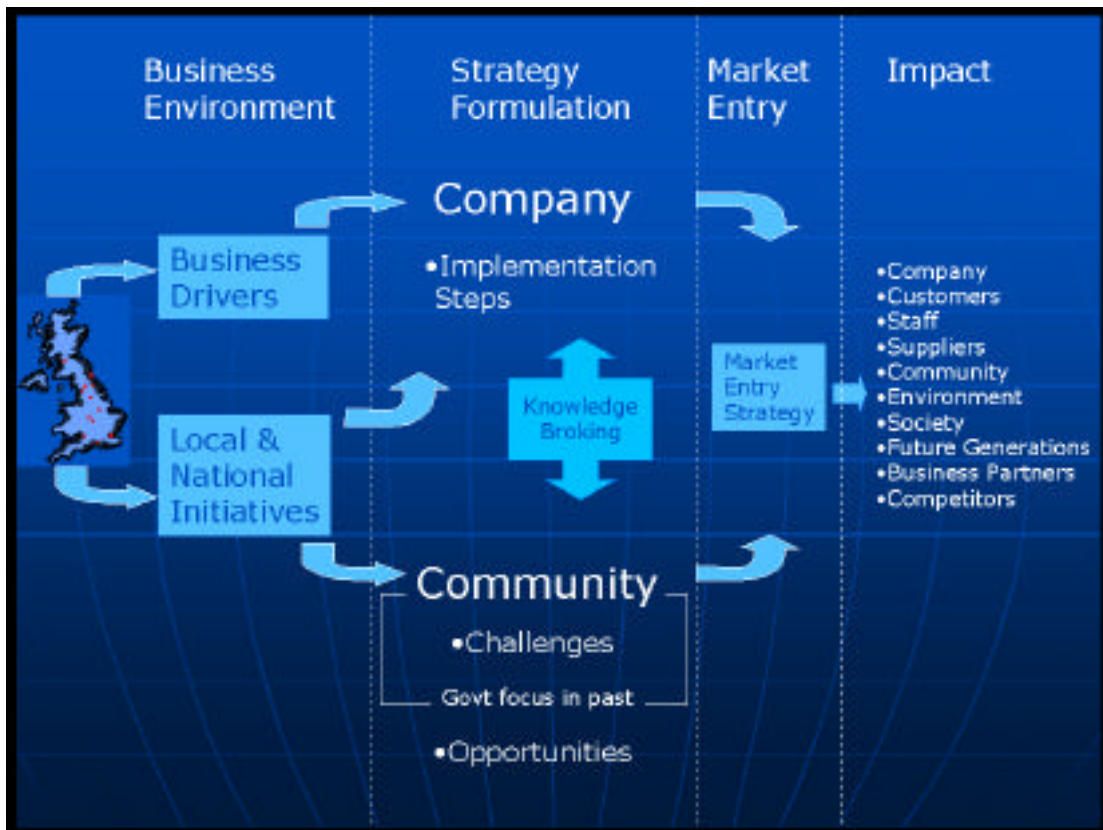 Business
Environment
Strategy
Formulation
Market
Entry
Impact
Company
•Implementation
Steps
Business
Drivers
Local &
National
Initiatives
Knowledge
Broking
Community
•Challenges
Govt focus in past
•Opportunities
Market
Entry
Strategy
•Company
•Customers
•Staff
•Suppliers
•Community
•Environment
•Society
•Future Generations
•Business Partners
•Competitors